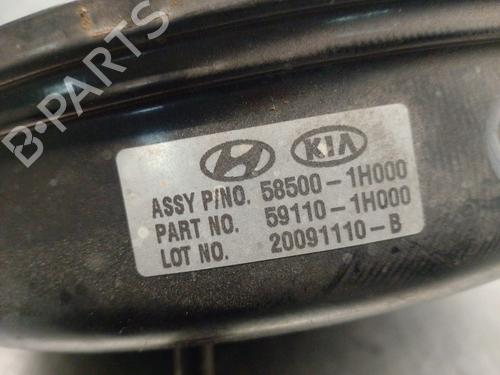 B-PARTS
KIA
ASSY P/NO. 58500-1H000
PART NO. 59110-1H000
LOT NO. 20091110-B